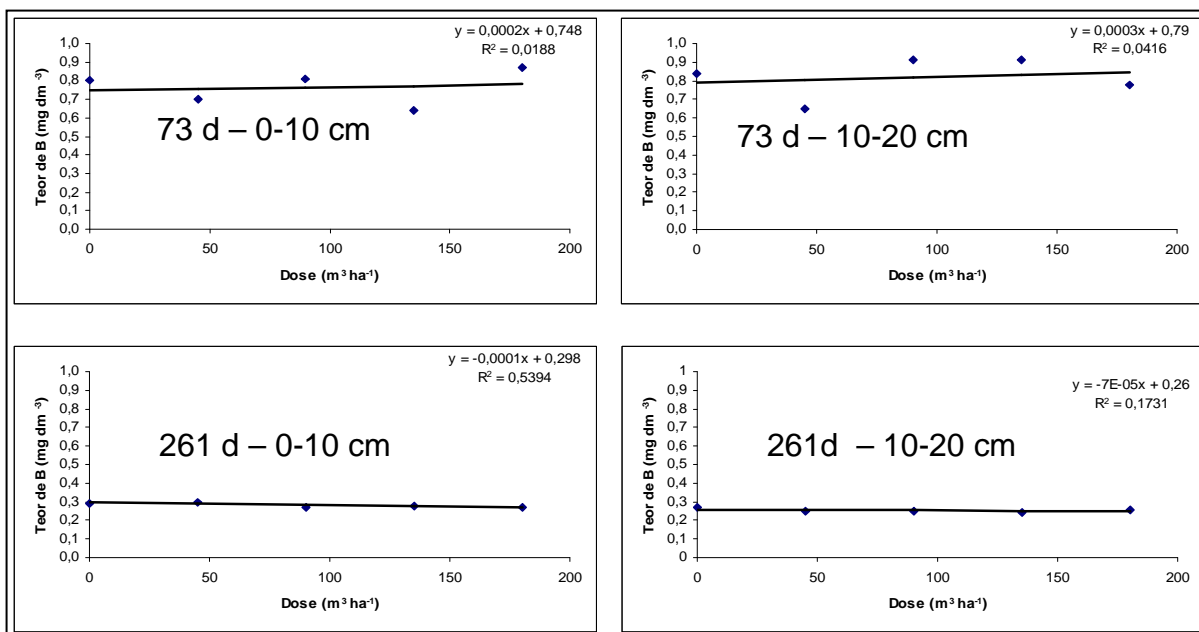 y = 0,0002x + 0,748
R² = 0,0188
1,0
0,9
0,8
0,7
0,6
0,5
0,4
0,3
0,2
0,1
0,0
Teor de B (mg dm ⁻³)
73 d – 0-10 cm
0 50 100 150 200
Dose (m³ ha⁻¹)
y = 0,0003x + 0,79
R² = 0,0416
1,0
0,9
0,8
0,7
0,6
0,5
0,4
0,3
0,2
0,1
0,0
Teor de B (mg dm ⁻³)
73 d – 10-20 cm
0 50 100 150 200
Dose (m³ ha⁻¹)
y = -0,0001x + 0,298
R² = 0,5394
1,0
0,9
0,8
0,7
0,6
0,5
0,4
0,3
0,2
0,1
0,0
Teor de B (mg dm ⁻³)
261 d – 0-10 cm
0 50 100 150 200
Dose (m³ ha⁻¹)
y = -7E-05x + 0,26
R² = 0,1731
1
0,9
0,8
0,7
0,6
0,5
0,4
0,3
0,2
0,1
0
Teor de B (mg dm ⁻³)
261d – 10-20 cm
0 50 100 150 200
Dose (m³ ha⁻¹)